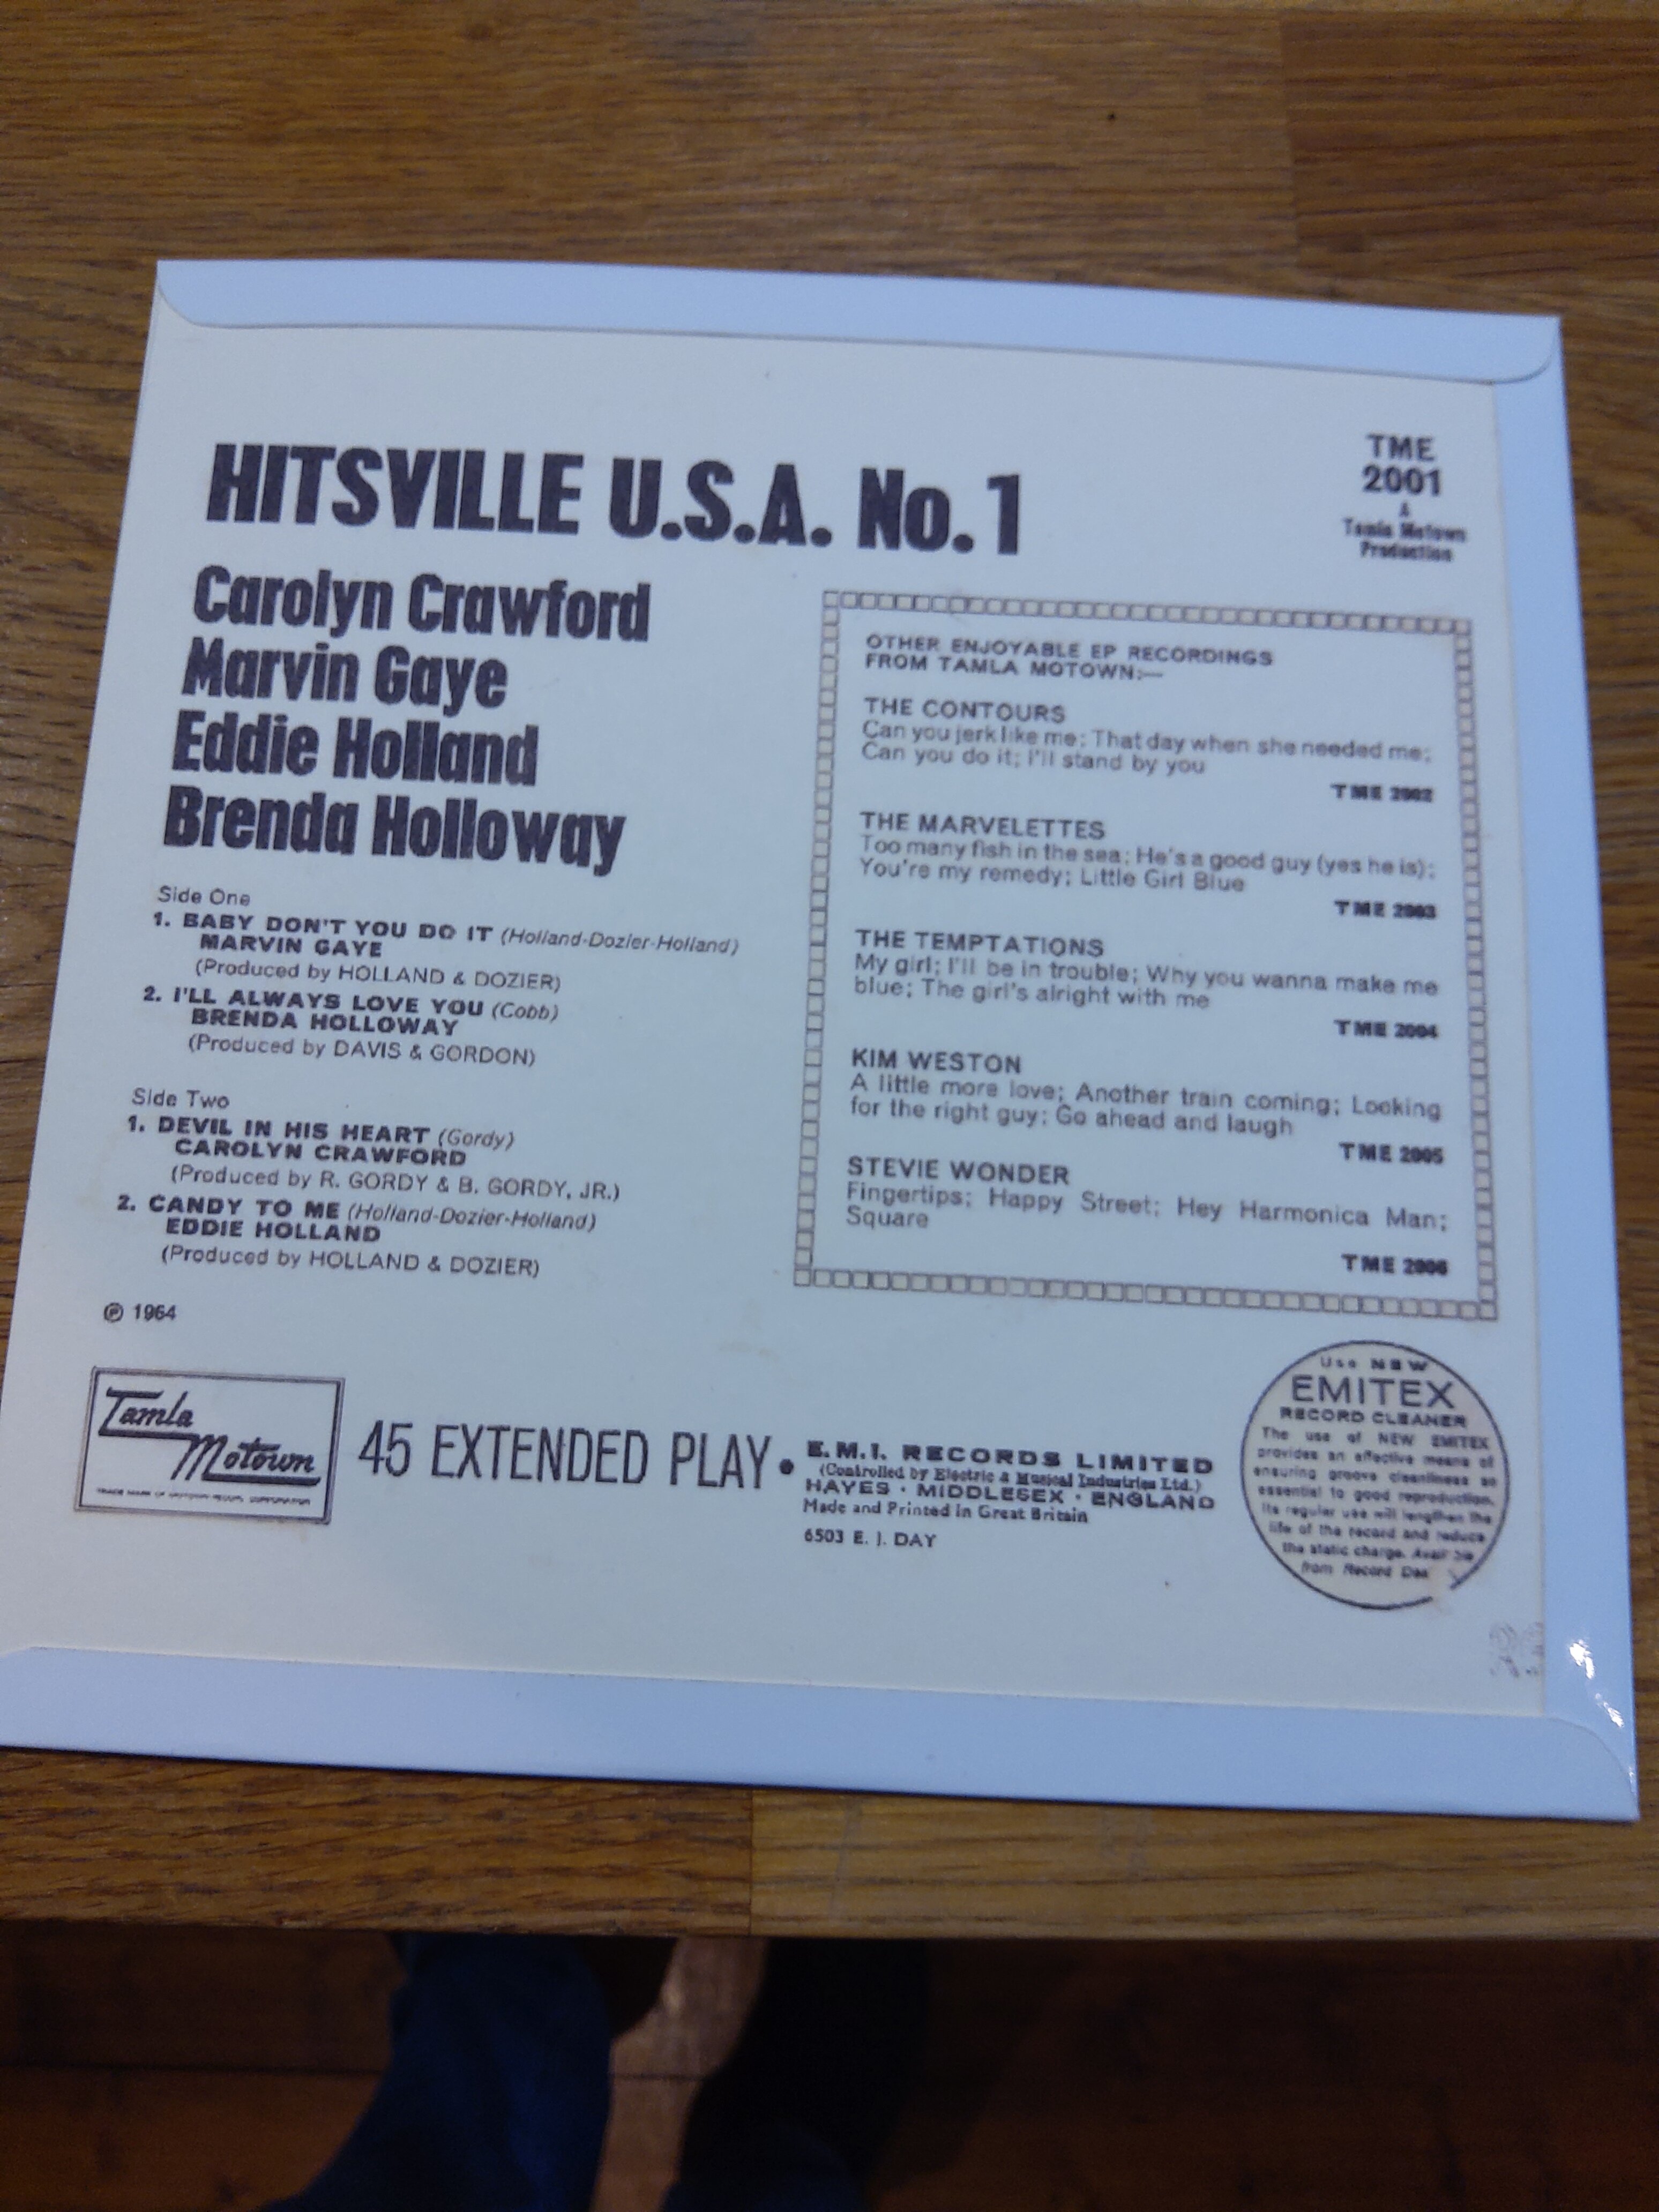 HITSVILLE U.S.A. No.1
TME
2001
A
Tamla Motown
Production
Carolyn Crawford
Marvin Gaye
Eddie Holland
Brenda Holloway
Side One
1. BABY DON'T YOU DO IT (Holland-Dozier-Holland)
MARVIN GAYE
(Produced by HOLLAND & DOZIER)
2. I'LL ALWAYS LOVE YOU (Cobb)
BRENDA HOLLOWAY
(Produced by DAVIS & GORDON)
Side Two
1. DEVIL IN HIS HEART (Gordy)
CAROLYN CRAWFORD
(Produced by R. GORDY & B. GORDY, JR.)
2. CANDY TO ME (Holland-Dozier-Holland)
EDDIE HOLLAND
(Produced by HOLLAND & DOZIER)
℗ 1964
OTHER ENJOYABLE EP RECORDINGS
FROM TAMLA MOTOWN:—
THE CONTOURS
Can you jerk like me; That day when she needed me;
Can you do it; I'll stand by you
TME 2002
THE MARVELETTES
Too many fish in the sea; He's a good guy (yes he is);
You're my remedy; Little Girl Blue
TME 2003
THE TEMPTATIONS
My girl; I'll be in trouble; Why you wanna make me
blue; The girl's alright with me
TME 2004
KIM WESTON
A little more love; Another train coming; Looking
for the right guy; Go ahead and laugh
TME 2005
STEVIE WONDER
Fingertips; Happy Street; Hey Harmonica Man;
Square
TME 2006
Tamla
Motown
TRADE MARK OF MOTOWN RECORD CORPORATION
45 EXTENDED PLAY •
E.M.I. RECORDS LIMITED
(Controlled by Electric & Musical Industries Ltd.)
HAYES · MIDDLESEX · ENGLAND
Made and Printed in Great Britain
6503 E. J. DAY
Use NEW
EMITEX
RECORD CLEANER
The use of NEW EMITEX
provides an effective means of
ensuring groove cleanliness so
essential to good reproduction.
Its regular use will lengthen the
life of the record and reduce
the static charge.
from Record